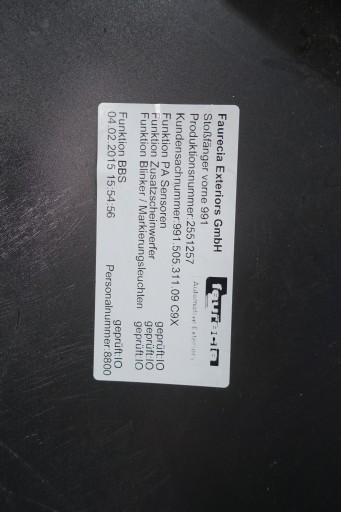 Faurecia Exteriors GmbH
Stoßfänger vorne 991
Produktionsnummer:2551257
Kundensachnummer:991.505.311.09 C9X
faurecia
Automotive Exteriors
Funktion PA Sensoren geprüft:IO
Funktion Zusatzscheinwerfer geprüft:IO
Funktion Blinker / Markierungsleuchten geprüft:IO
Funktion BBS geprüft:IO
04.02.2015 15:54:56 Personalnummer:8800